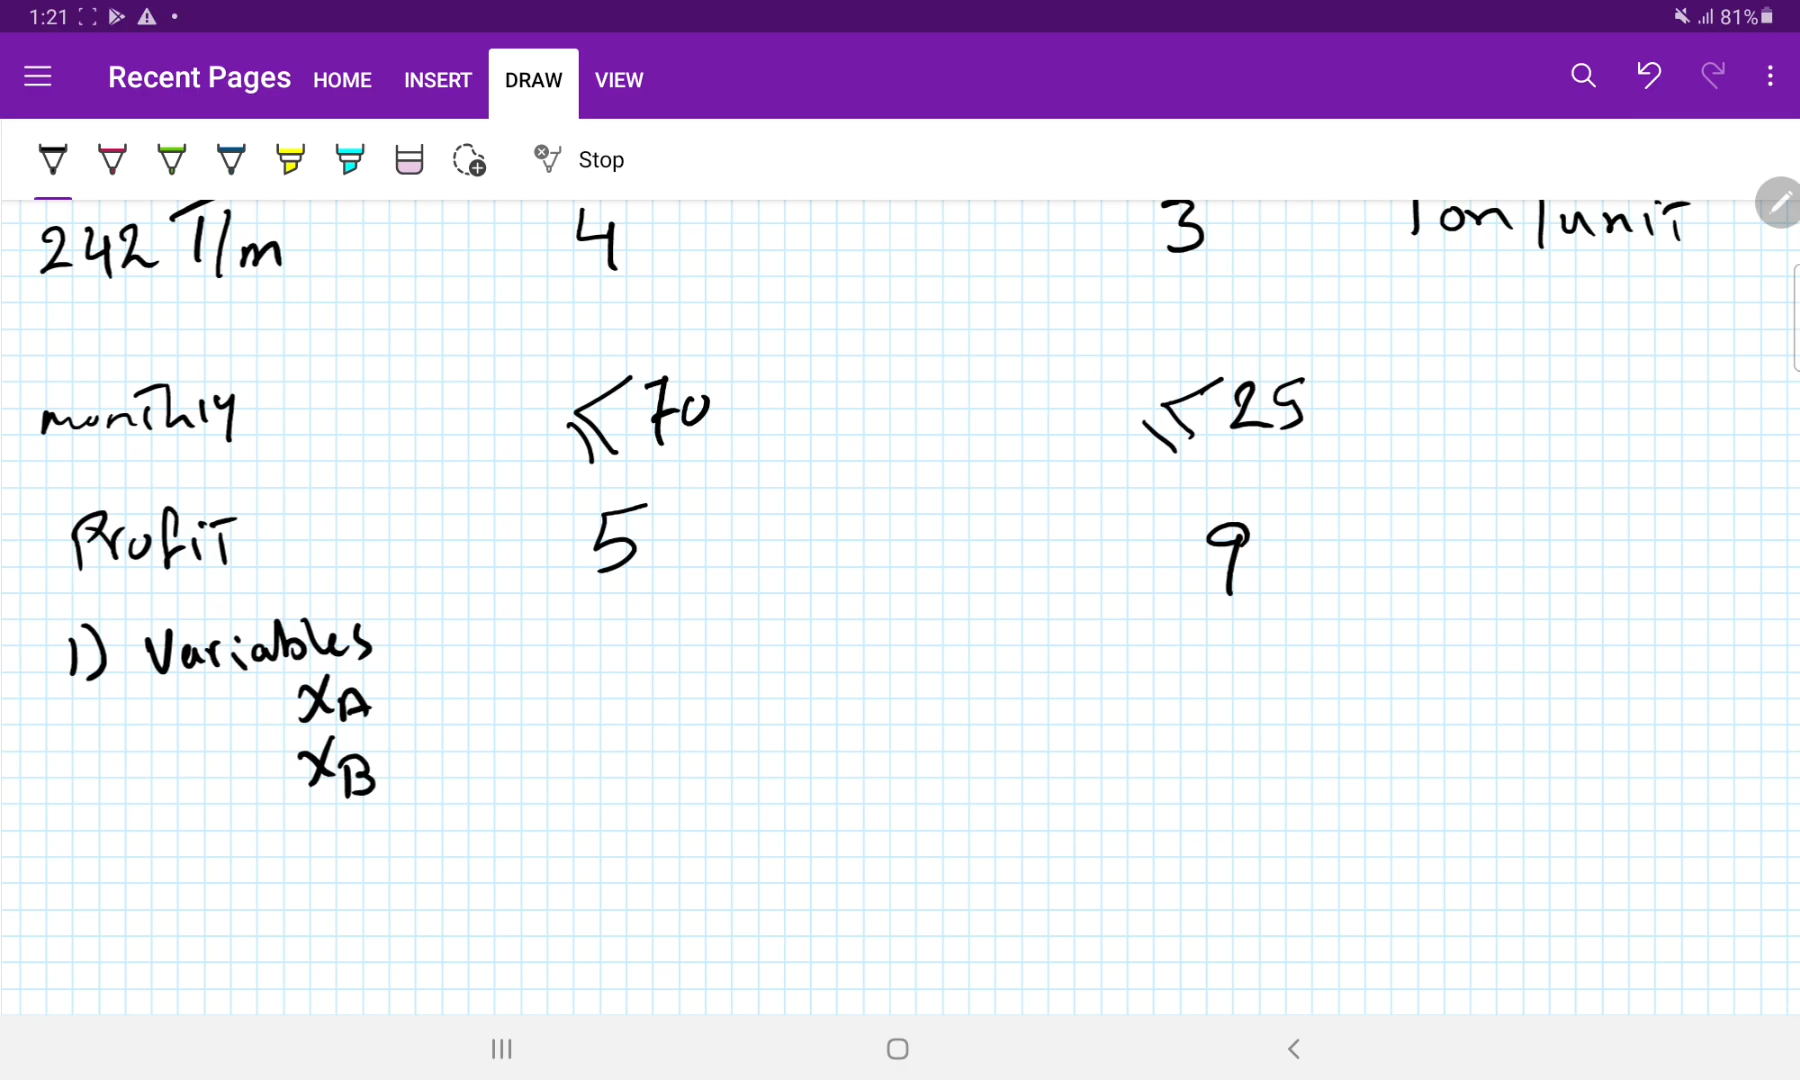 1:21 81%
Recent Pages HOME INSERT DRAW VIEW
Stop
242 T/m 4 3 Ton/unit
monthly ≤ 70 ≤ 25
Profit 5 9
1) Variables
XA
XB